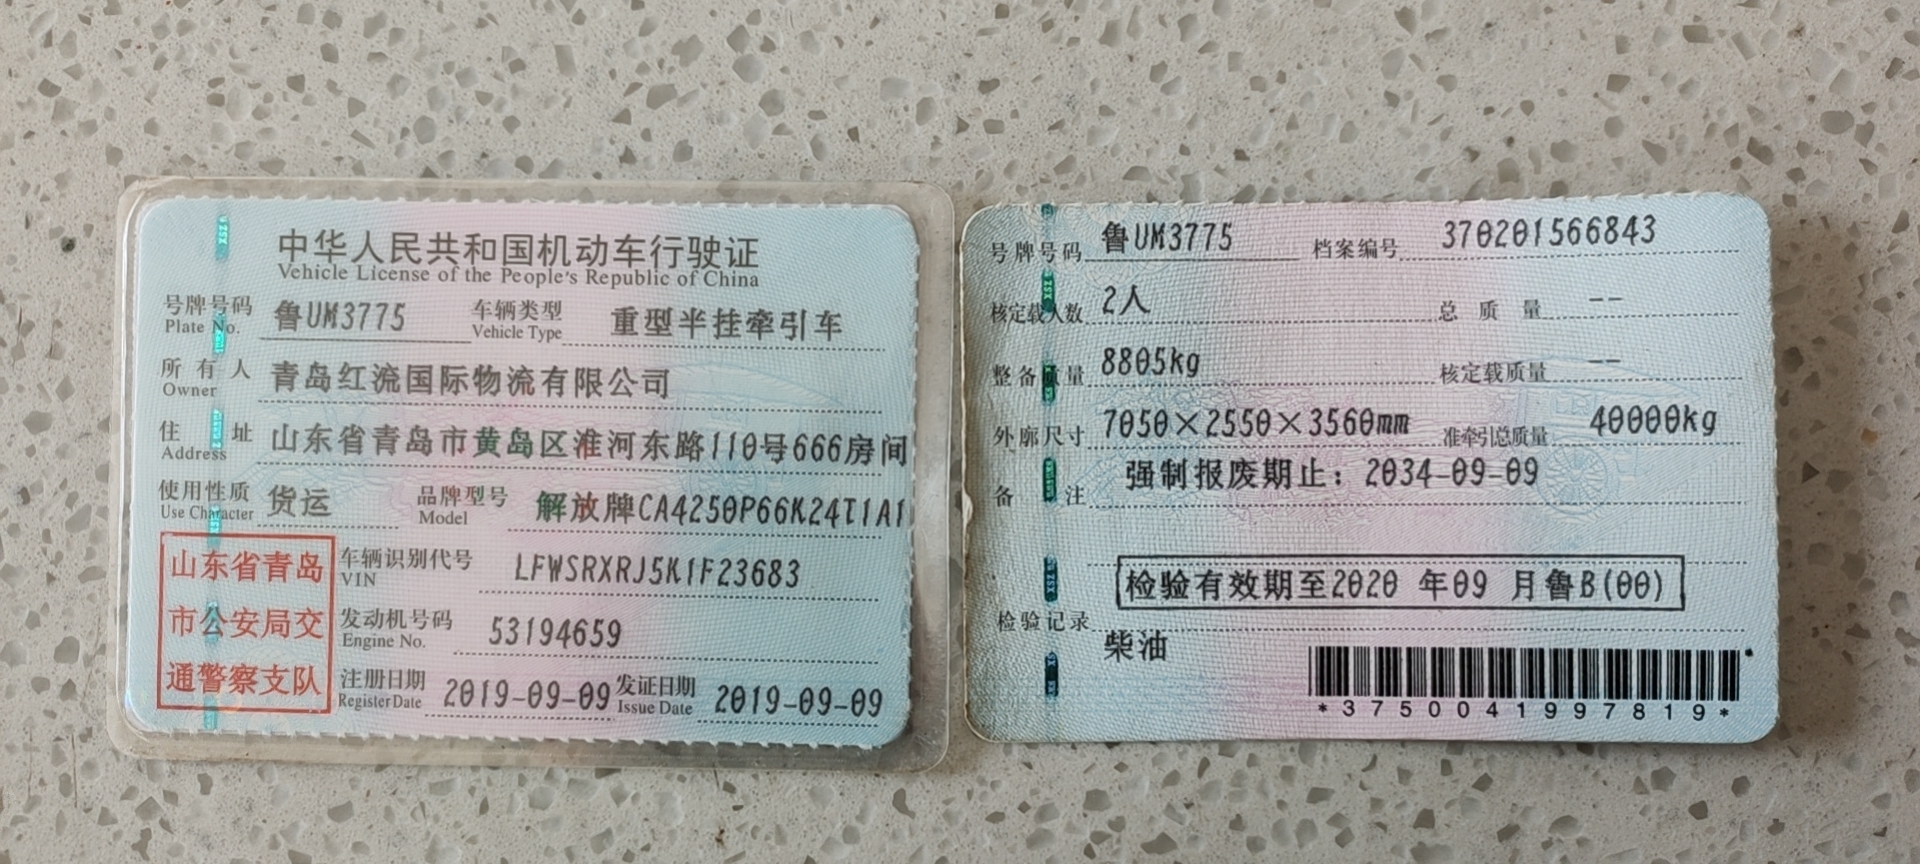 中华人民共和国机动车行驶证
Vehicle License of the People's Republic of China
号牌号码 鲁UM3775 车辆类型 重型半挂牵引车
Plate No. Vehicle Type
所有人 青岛红流国际物流有限公司
Owner
住址 山东省青岛市黄岛区淮河东路110号666房间
Address
使用性质 货运 品牌型号 解放牌CA4250P66K24T1A1
Use Character Model
山东省青岛
市公安局交
通警察支队
车辆识别代号 LFWSRXRJ5K1F23683
VIN
发动机号码 53194659
Engine No.
注册日期 2019-09-09 发证日期 2019-09-09
Register Date Issue Date
号牌号码 鲁UM3775 档案编号 370201566843
核定载人数 2人 总质量 --
整备质量 8805kg 核定载质量 --
外廓尺寸 7050×2550×3560mm 准牵引总质量 40000kg
备注 强制报废期止：2034-09-09
检验有效期至2020 年09 月鲁B(00)
检验记录
柴油
*3750041997819*